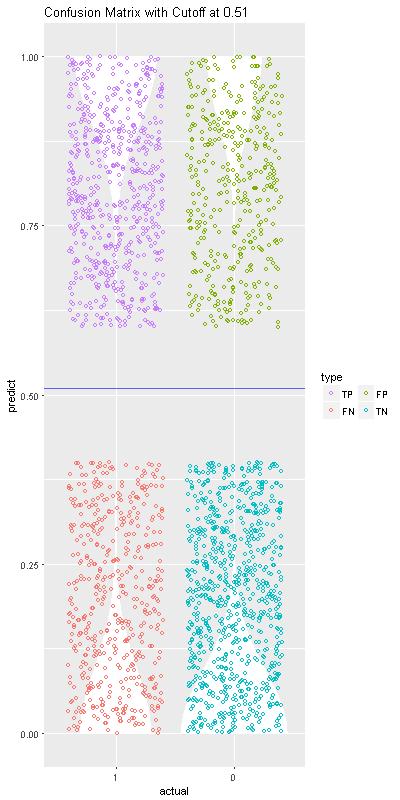 Confusion Matrix with Cutoff at 0.51
1.00
0.75
0.50
0.25
0.00
predict
1 0
actual
type
TP FP
FN TN